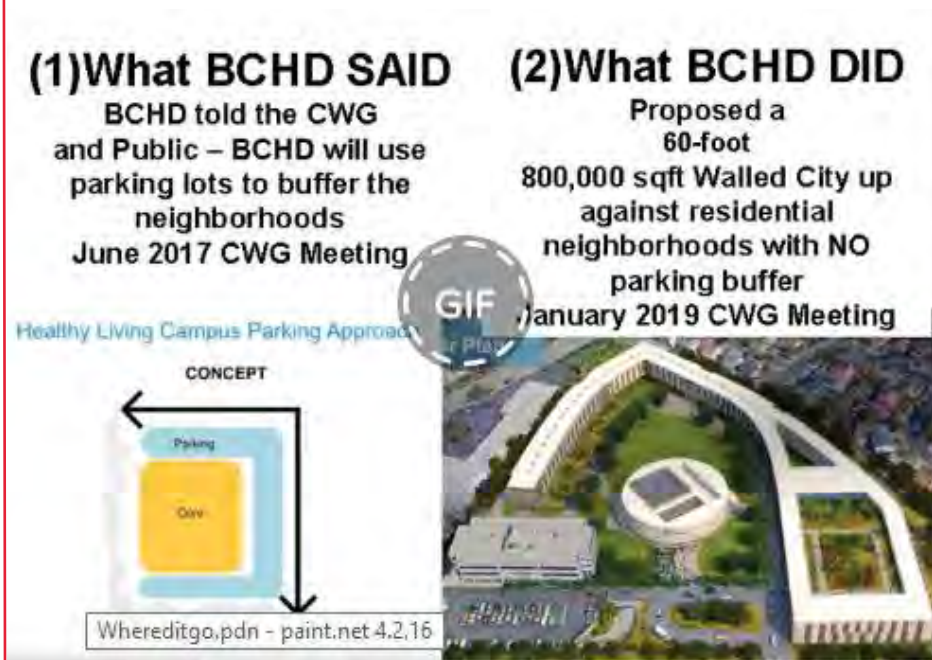 (1)What BCHD SAID
BCHD told the CWG
and Public – BCHD will use
parking lots to buffer the
neighborhoods
June 2017 CWG Meeting
(2)What BCHD DID
Proposed a
60-foot
800,000 sqft Walled City up
against residential
neighborhoods with NO
parking buffer
January 2019 CWG Meeting
GIF
Healthy Living Campus Parking Approach
r Plan
CONCEPT
Parking
Core
Whereditgo.pdn - paint.net 4.2.16